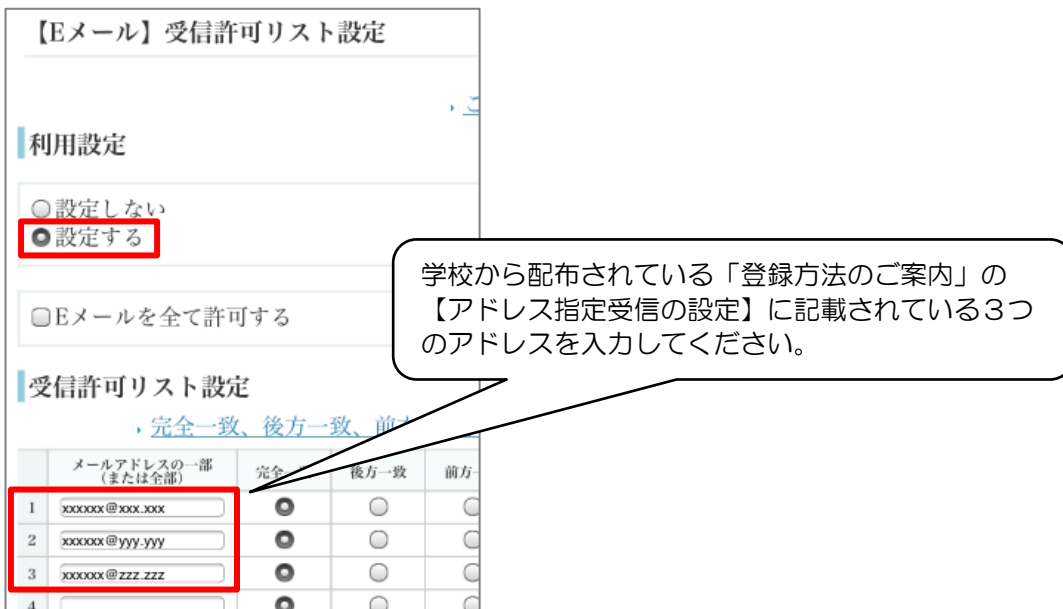 【Eメール】受信許可リスト設定
利用設定
設定しない
設定する
学校から配布されている「登録方法のご案内」の
【アドレス指定受信の設定】に記載されている３つ
のアドレスを入力してください。
Eメールを全て許可する
受信許可リスト設定
完全一致、後方一致、前方
メールアドレスの一部
(または全部)
完全一
後方一致
前方一
1 xxxxxx@xxx.xxx
2 xxxxxx@yyy.yyy
3 xxxxxx@zzz.zzz
4